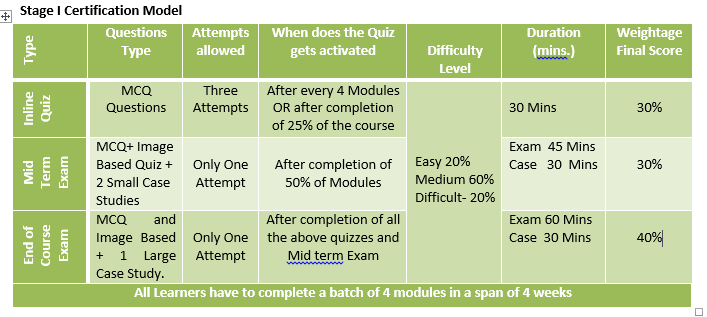 Stage I Certification Model
Type
Questions
Type
Attempts
allowed
When does the Quiz
gets activated
Difficulty
Level
Duration
(mins.)
Weightage
Final Score
Inline
Quiz
MCQ
Questions
Three
Attempts
After every 4 Modules
OR after completion
of 25% of the course
Easy 20%
Medium 60%
Difficult- 20%
30 Mins
30%
Mid
Term
Exam
MCQ+ Image
Based Quiz +
2 Small Case
Studies
Only One
Attempt
After completion of
50% of Modules
Exam 45 Mins
Case 30 Mins
30%
End of
Course
Exam
MCQ and
Image Based
+ 1 Large
Case Study.
Only One
Attempt
After completion of all
the above quizzes and
Mid term Exam
Exam 60 Mins
Case 30 Mins
40%
All Learners have to complete a batch of 4 modules in a span of 4 weeks